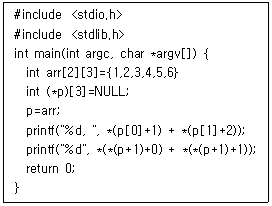 #include <stdio.h>
#include <stdlib.h>
int main(int argc, char *argv[]) {
int arr[2][3]={1,2,3,4,5,6}
int (*p)[3]=NULL;
p=arr;
printf("%d, ", *(p[0]+1) + *(p[1]+2));
printf("%d", *(*(p+1)+0) + *(*(p+1)+1));
return 0;
}